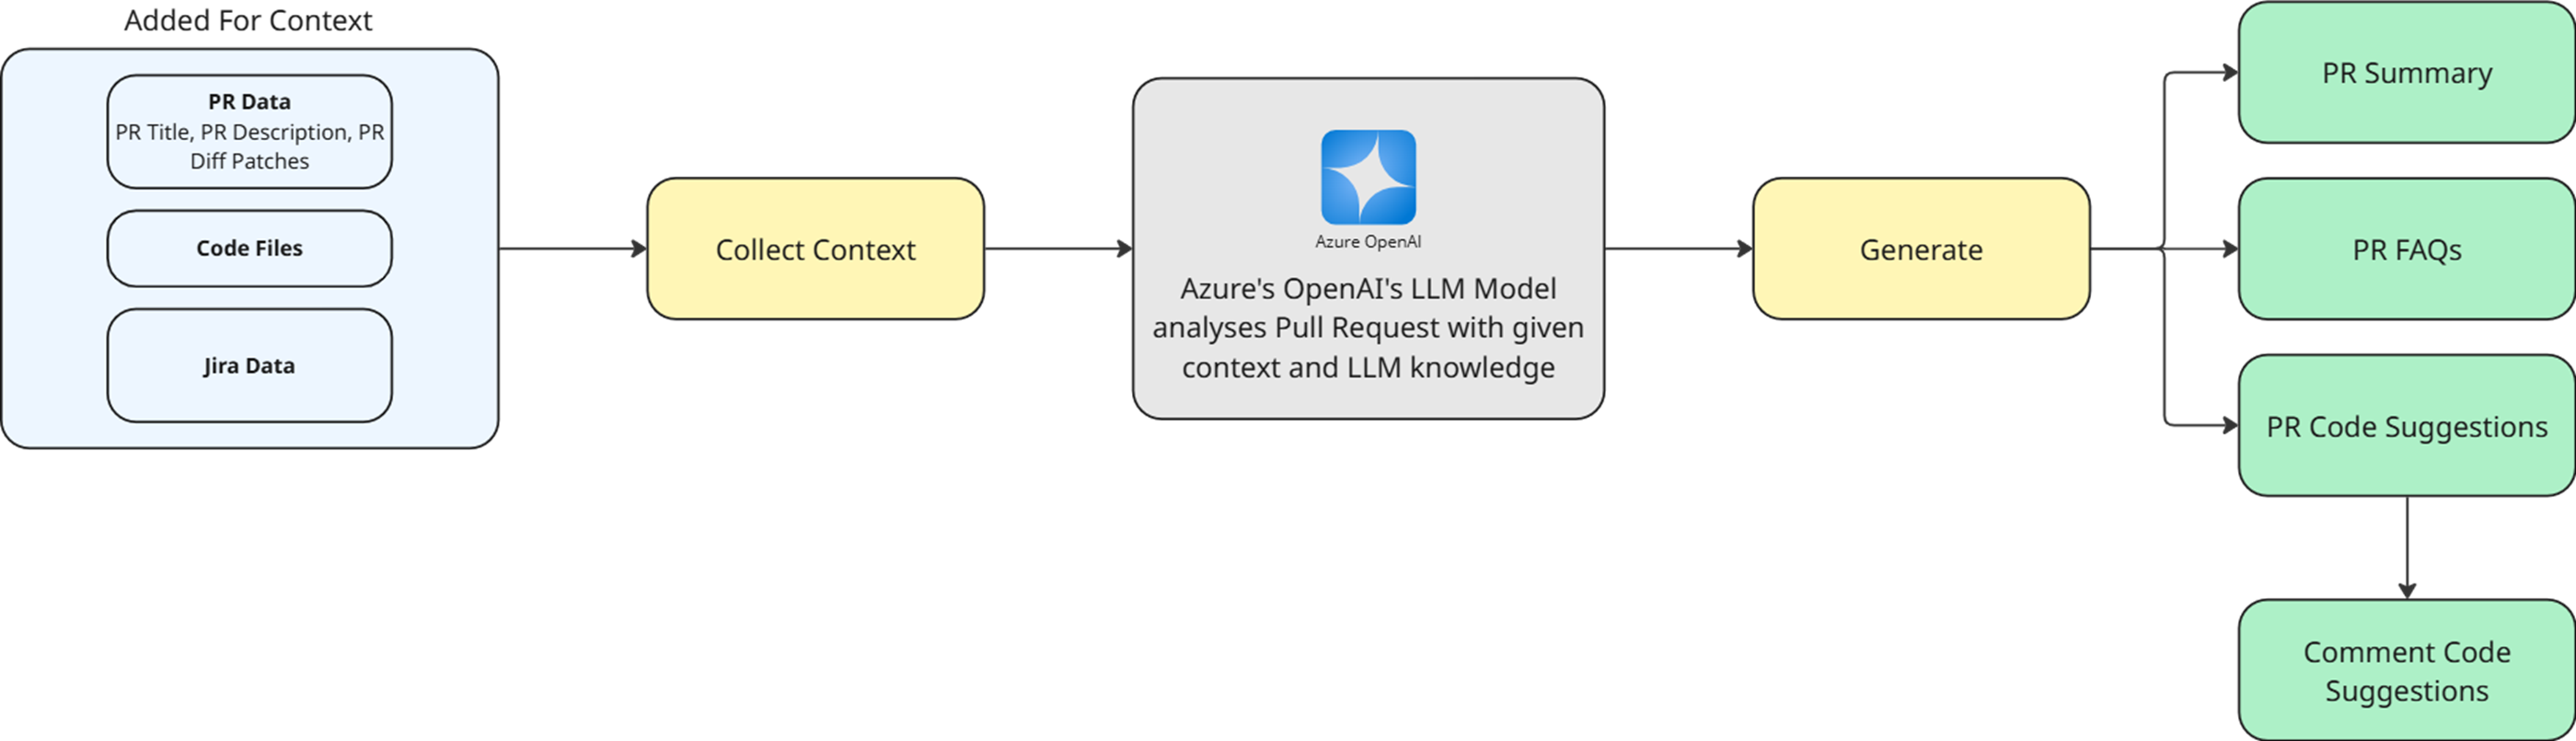 Added For Context
PR Data
PR Title, PR Description, PR
Diff Patches
Code Files
Jira Data
Collect Context
Azure OpenAI
Azure's OpenAI's LLM Model
analyses Pull Request with given
context and LLM knowledge
Generate
PR Summary
PR FAQs
PR Code Suggestions
Comment Code
Suggestions